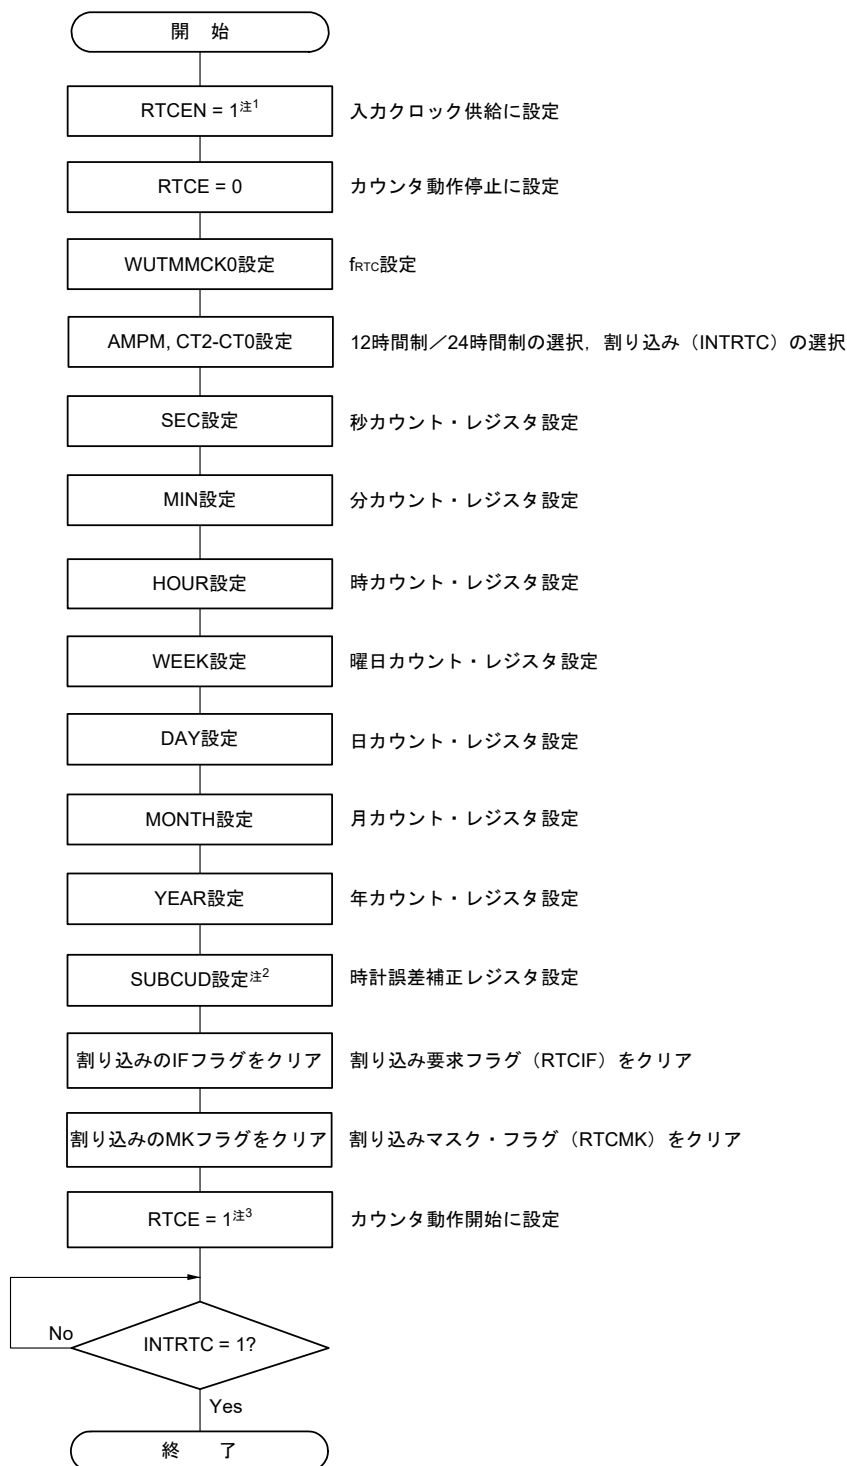 開　始
RTCEN = 1注1　入力クロック供給に設定
RTCE = 0　カウンタ動作停止に設定
WUTMMCK0設定　fRTC設定
AMPM, CT2-CT0設定　12時間制／24時間制の選択，割り込み（INTRTC）の選択
SEC設定　秒カウント・レジスタ設定
MIN設定　分カウント・レジスタ設定
HOUR設定　時カウント・レジスタ設定
WEEK設定　曜日カウント・レジスタ設定
DAY設定　日カウント・レジスタ設定
MONTH設定　月カウント・レジスタ設定
YEAR設定　年カウント・レジスタ設定
SUBCUD設定注2　時計誤差補正レジスタ設定
割り込みのIFフラグをクリア　割り込み要求フラグ（RTCIF）をクリア
割り込みのMKフラグをクリア　割り込みマスク・フラグ（RTCMK）をクリア
RTCE = 1注3　カウンタ動作開始に設定
No　INTRTC = 1?
Yes
終　了